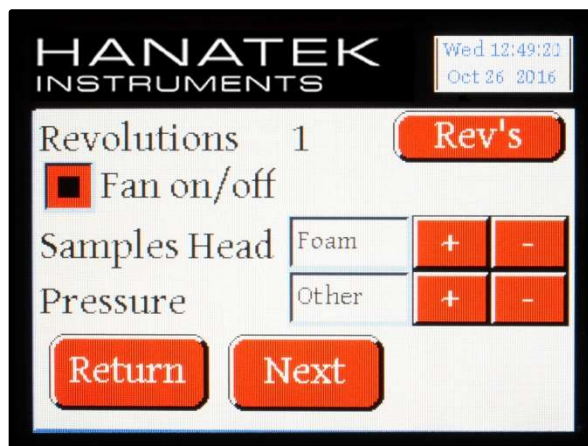 HANATEK
INSTRUMENTS
Wed 12:49:20
Oct 26 2016
Revolutions 1 Rev's
Fan on/off
Samples Head Foam + -
Pressure Other + -
Return Next